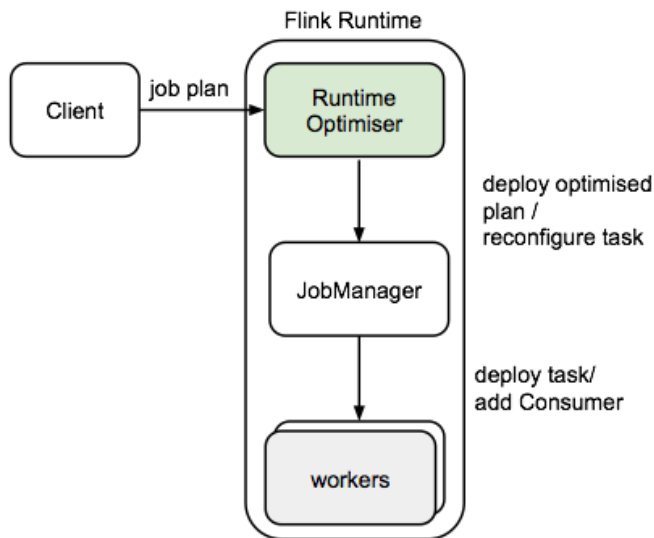 Flink Runtime
Client
job plan
Runtime
Optimiser
deploy optimised
plan /
reconfigure task
JobManager
deploy task/
add Consumer
workers